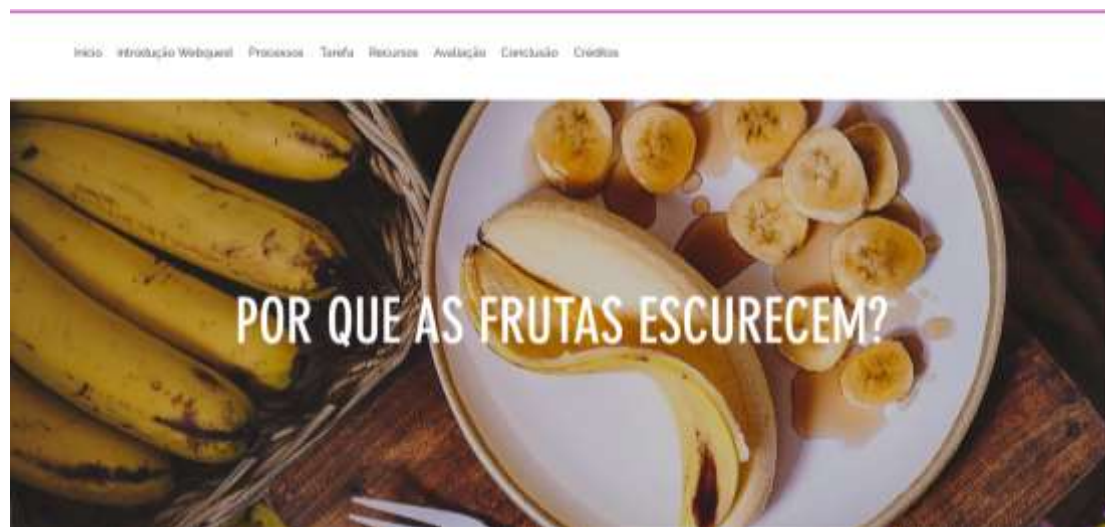 Início Introdução Webquest Processos Tarefa Recursos Avaliação Conclusão Créditos
POR QUE AS FRUTAS ESCURECEM?